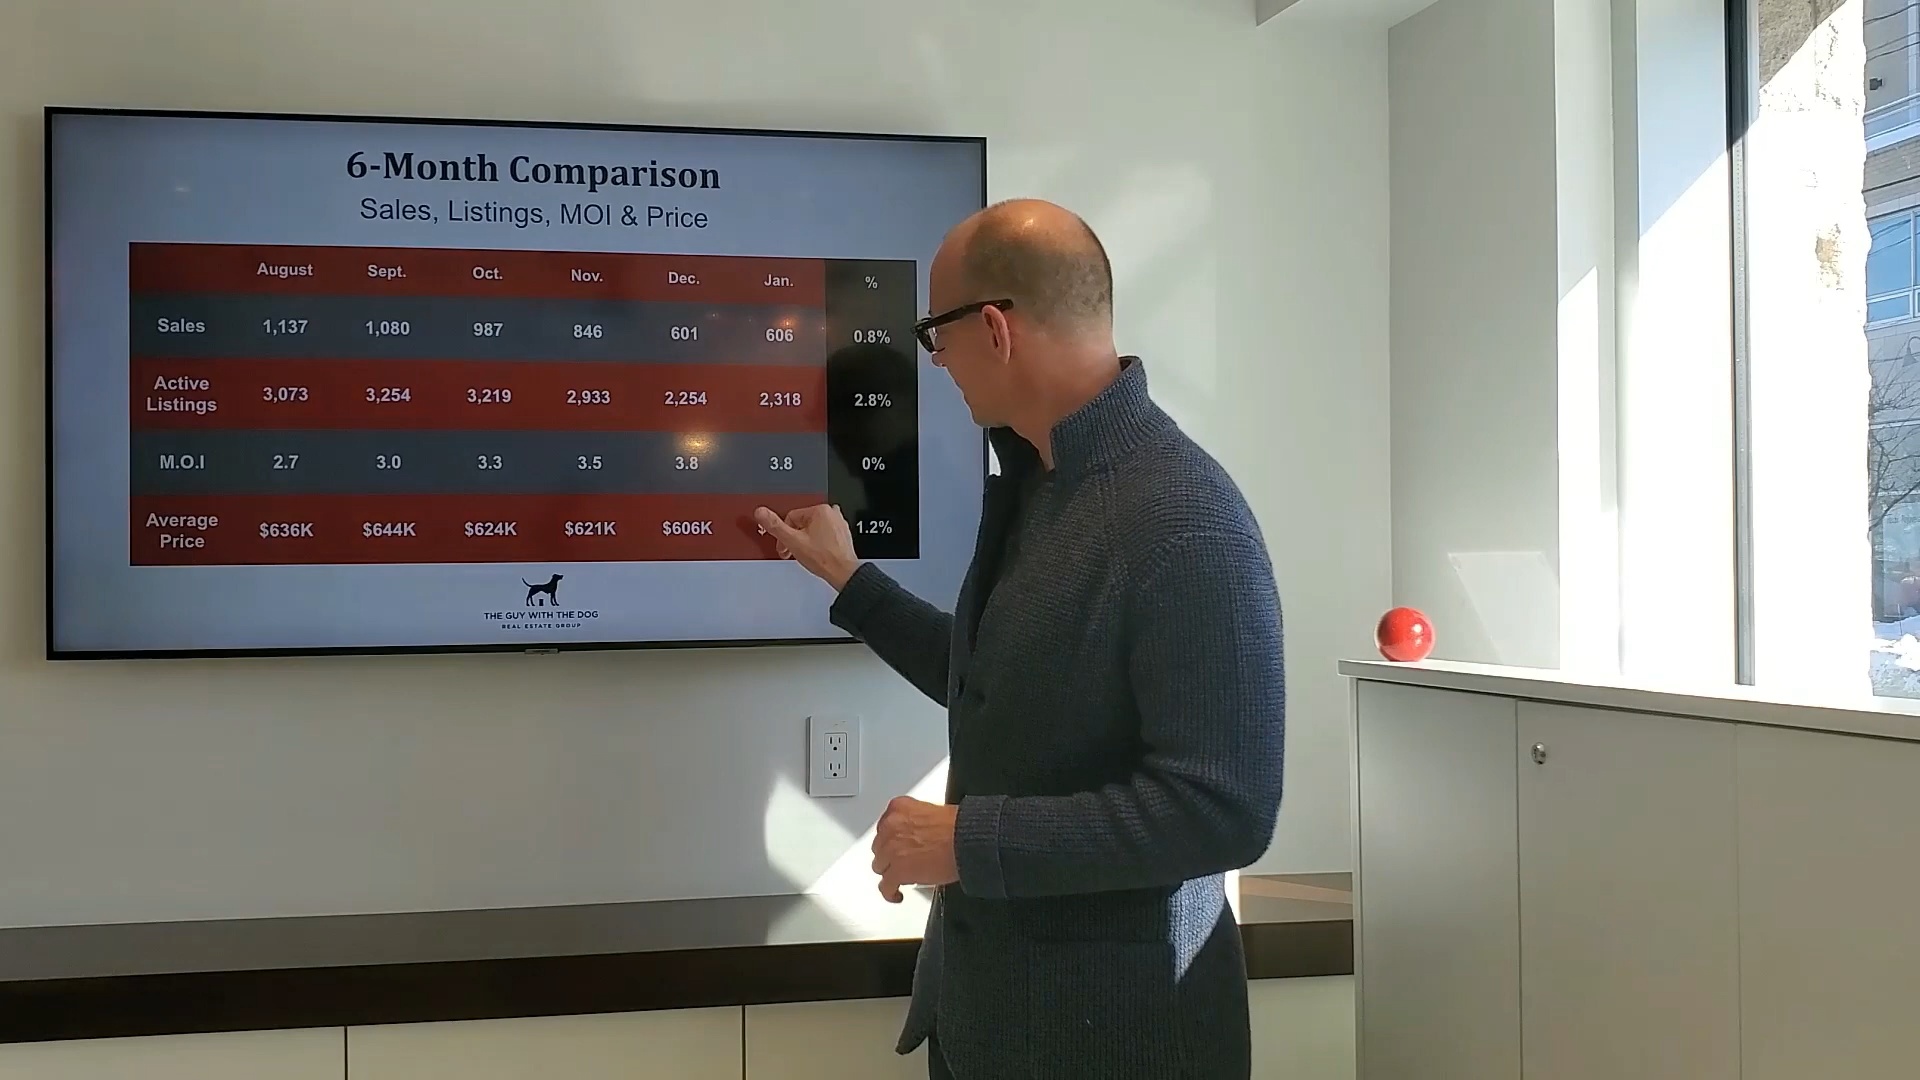 6-Month Comparison
Sales, Listings, MOI & Price
August Sept. Oct. Nov. Dec. Jan. %
Sales 1,137 1,080 987 846 601 606 0.8%
Active
Listings 3,073 3,254 3,219 2,933 2,254 2,318 2.8%
M.O.I 2.7 3.0 3.3 3.5 3.8 3.8 0%
Average
Price $636K $644K $624K $621K $606K 1.2%
THE GUY WITH THE DOG
REAL ESTATE GROUP